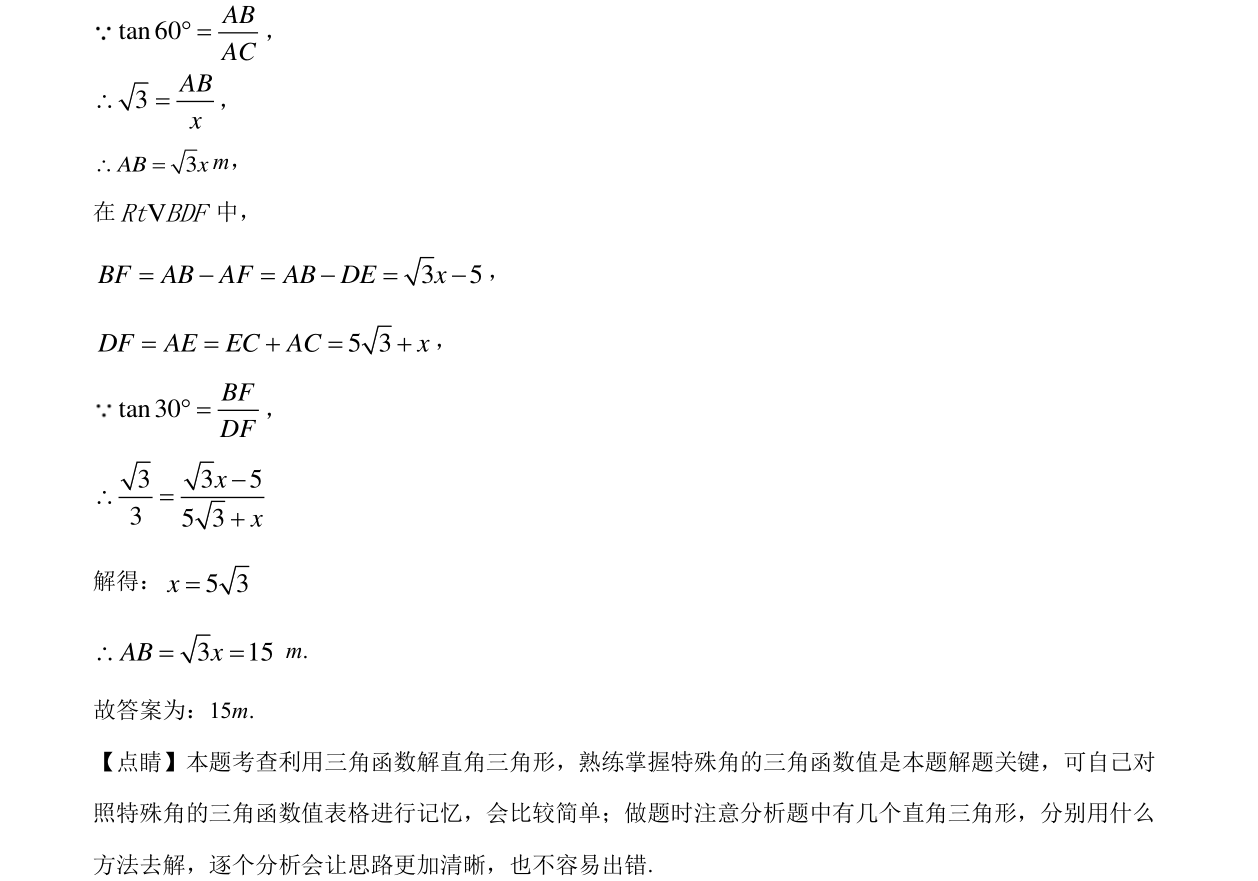 ∵ tan 60° = AB/AC，
∴ √3 = AB/x，
∴ AB = √3x m，
在 RtVBDF 中，
BF = AB − AF = AB − DE = √3x − 5，
DF = AE = EC + AC = 5√3 + x，
∵ tan 30° = BF/DF，
∴ √3/3 = (√3x − 5)/(5√3 + x)
解得：x = 5√3
∴ AB = √3x = 15 m.
故答案为：15m.
【点睛】本题考查利用三角函数解直角三角形，熟练掌握特殊角的三角函数值是本题解题关键，可自己对
照特殊角的三角函数值表格进行记忆，会比较简单；做题时注意分析题中有几个直角三角形，分别用什么
方法去解，逐个分析会让思路更加清晰，也不容易出错.